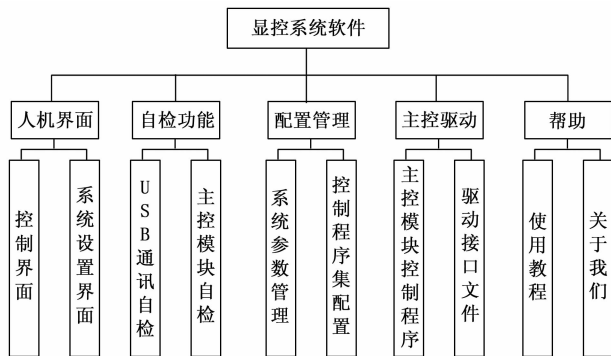 显控系统软件
人机界面
自检功能
配置管理
主控驱动
帮助
控制界面
系统设置界面
USB通讯自检
主控模块自检
系统参数管理
控制程序集配置
主控模块控制程序
驱动接口文件
使用教程
关于我们